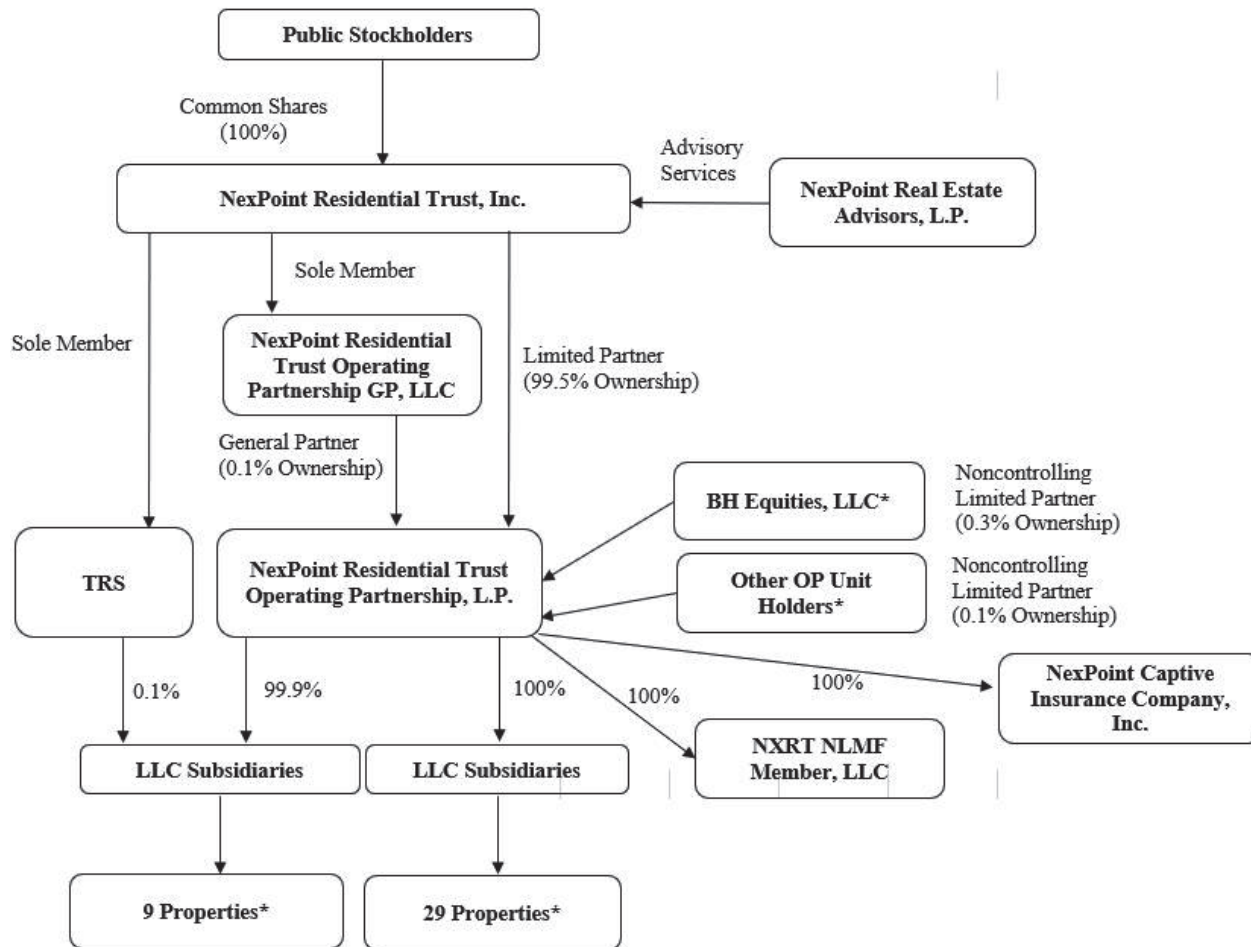 Public Stockholders
Common Shares
(100%)
Advisory
Services
NexPoint Residential Trust, Inc.
NexPoint Real Estate
Advisors, L.P.
Sole Member
Sole Member
NexPoint Residential
Trust Operating
Partnership GP, LLC
Limited Partner
(99.5% Ownership)
General Partner
(0.1% Ownership)
BH Equities, LLC*
Noncontrolling
Limited Partner
(0.3% Ownership)
TRS
NexPoint Residential Trust
Operating Partnership, L.P.
Other OP Unit
Holders*
Noncontrolling
Limited Partner
(0.1% Ownership)
0.1%
99.9%
100%
100%
100%
NexPoint Captive
Insurance Company,
Inc.
LLC Subsidiaries
LLC Subsidiaries
NXRT NLMF
Member, LLC
9 Properties*
29 Properties*